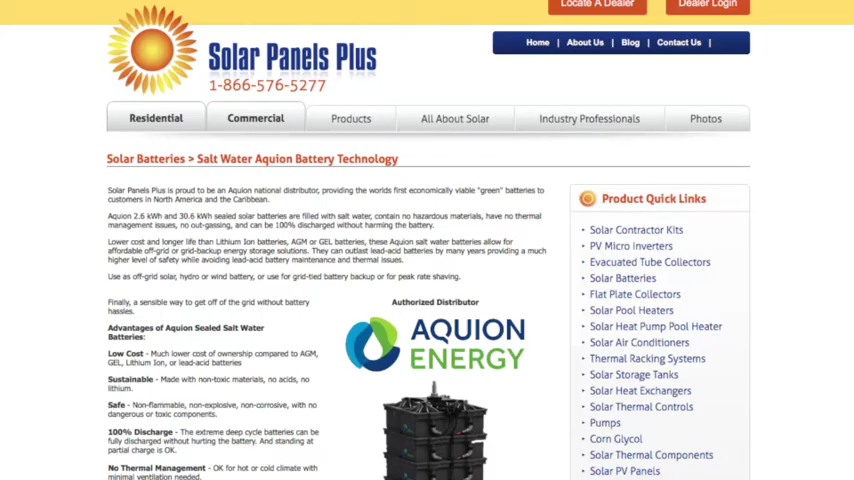 Locate A Dealer
Dealer Login
Solar Panels Plus
1-866-576-5277
Home | About Us | Blog | Contact Us |
Residential
Commercial
Products
All About Solar
Industry Professionals
Photos
Solar Batteries > Salt Water Aquion Battery Technology
Solar Panels Plus is proud to be an Aquion national distributor, providing the worlds first economically viable "green" batteries to
customers in North America and the Caribbean.
Aquion 2.6 kWh and 30.6 kWh sealed solar batteries are filled with salt water, contain no hazardous materials, have no thermal
management issues, no out-gassing, and can be 100% discharged without harming the battery.
Lower cost and longer life than Lithium Ion batteries, AGM or GEL batteries, these Aquion salt water batteries allow for
affordable off-grid or grid-backup energy storage solutions. They can outlast lead-acid batteries by many years providing a much
higher level of safety while avoiding lead-acid battery maintenance and thermal issues.
Use as off-grid solar, hydro or wind battery, or use for grid-tied battery backup or for peak rate shaving.
Finally, a sensible way to get off of the grid without battery
hassles.
Advantages of Aquion Sealed Salt Water
Batteries:
Low Cost - Much lower cost of ownership compared to AGM,
GEL, Lithium Ion, or lead-acid batteries
Sustainable - Made with non-toxic materials, no acids, no
lithium.
Safe - Non-flammable, non-explosive, non-corrosive, with no
dangerous or toxic components.
100% Discharge - The extreme deep cycle batteries can be
fully discharged without hurting the battery. And standing at
partial charge is OK.
No Thermal Management - OK for hot or cold climate with
minimal ventilation needed.
Authorized Distributor
AQUION
ENERGY
Product Quick Links
Solar Contractor Kits
PV Micro Inverters
Evacuated Tube Collectors
Solar Batteries
Flat Plate Collectors
Solar Pool Heaters
Solar Heat Pump Pool Heater
Solar Air Conditioners
Thermal Racking Systems
Solar Storage Tanks
Solar Heat Exchangers
Solar Thermal Controls
Pumps
Corn Glycol
Solar Thermal Components
Solar PV Panels